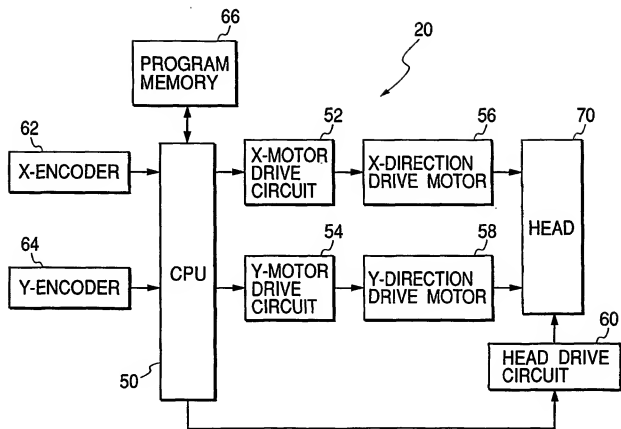 66
20
PROGRAM
MEMORY
62
52
56
70
X-ENCODER
X-MOTOR
DRIVE
CIRCUIT
X-DIRECTION
DRIVE MOTOR
HEAD
64
CPU
54
58
Y-ENCODER
Y-MOTOR
DRIVE
CIRCUIT
Y-DIRECTION
DRIVE MOTOR
60
50
HEAD DRIVE
CIRCUIT